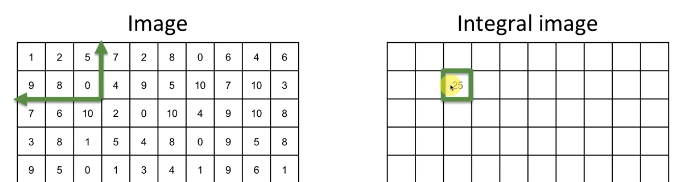 Image
Integral image
1 2 5 7 2 8 0 6 4 6
9 8 0 4 9 5 10 7 10 3
25
7 6 10 2 0 10 4 9 10 8
3 8 1 5 4 8 0 9 5 8
9 5 0 1 3 4 1 9 6 1